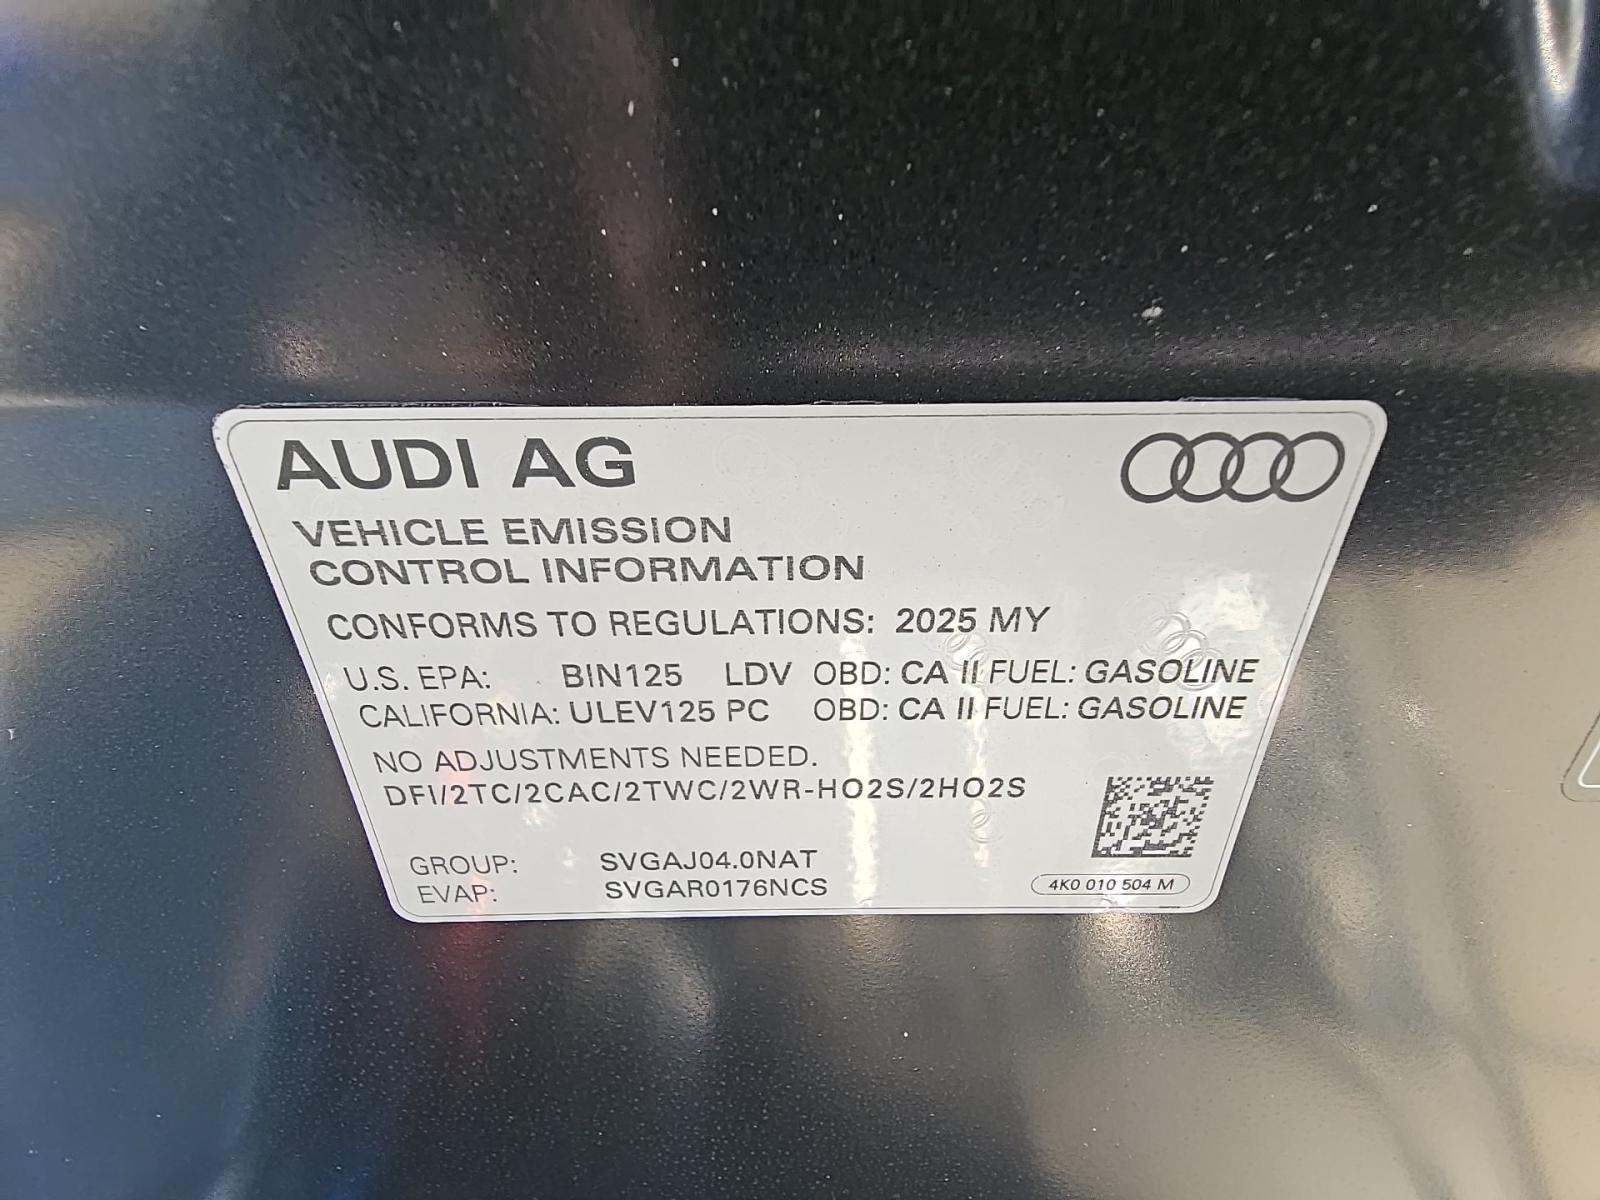 AUDI AG
VEHICLE EMISSION
CONTROL INFORMATION
CONFORMS TO REGULATIONS: 2025 MY
U.S. EPA: BIN125 LDV OBD: CA II FUEL: GASOLINE
CALIFORNIA: ULEV125 PC OBD: CA II FUEL: GASOLINE
NO ADJUSTMENTS NEEDED.
DFI/2TC/2CAC/2TWC/2WR-HO2S/2HO2S
GROUP: SVGAJ04.0NAT
EVAP: SVGAR0176NCS
4K0 010 504 M